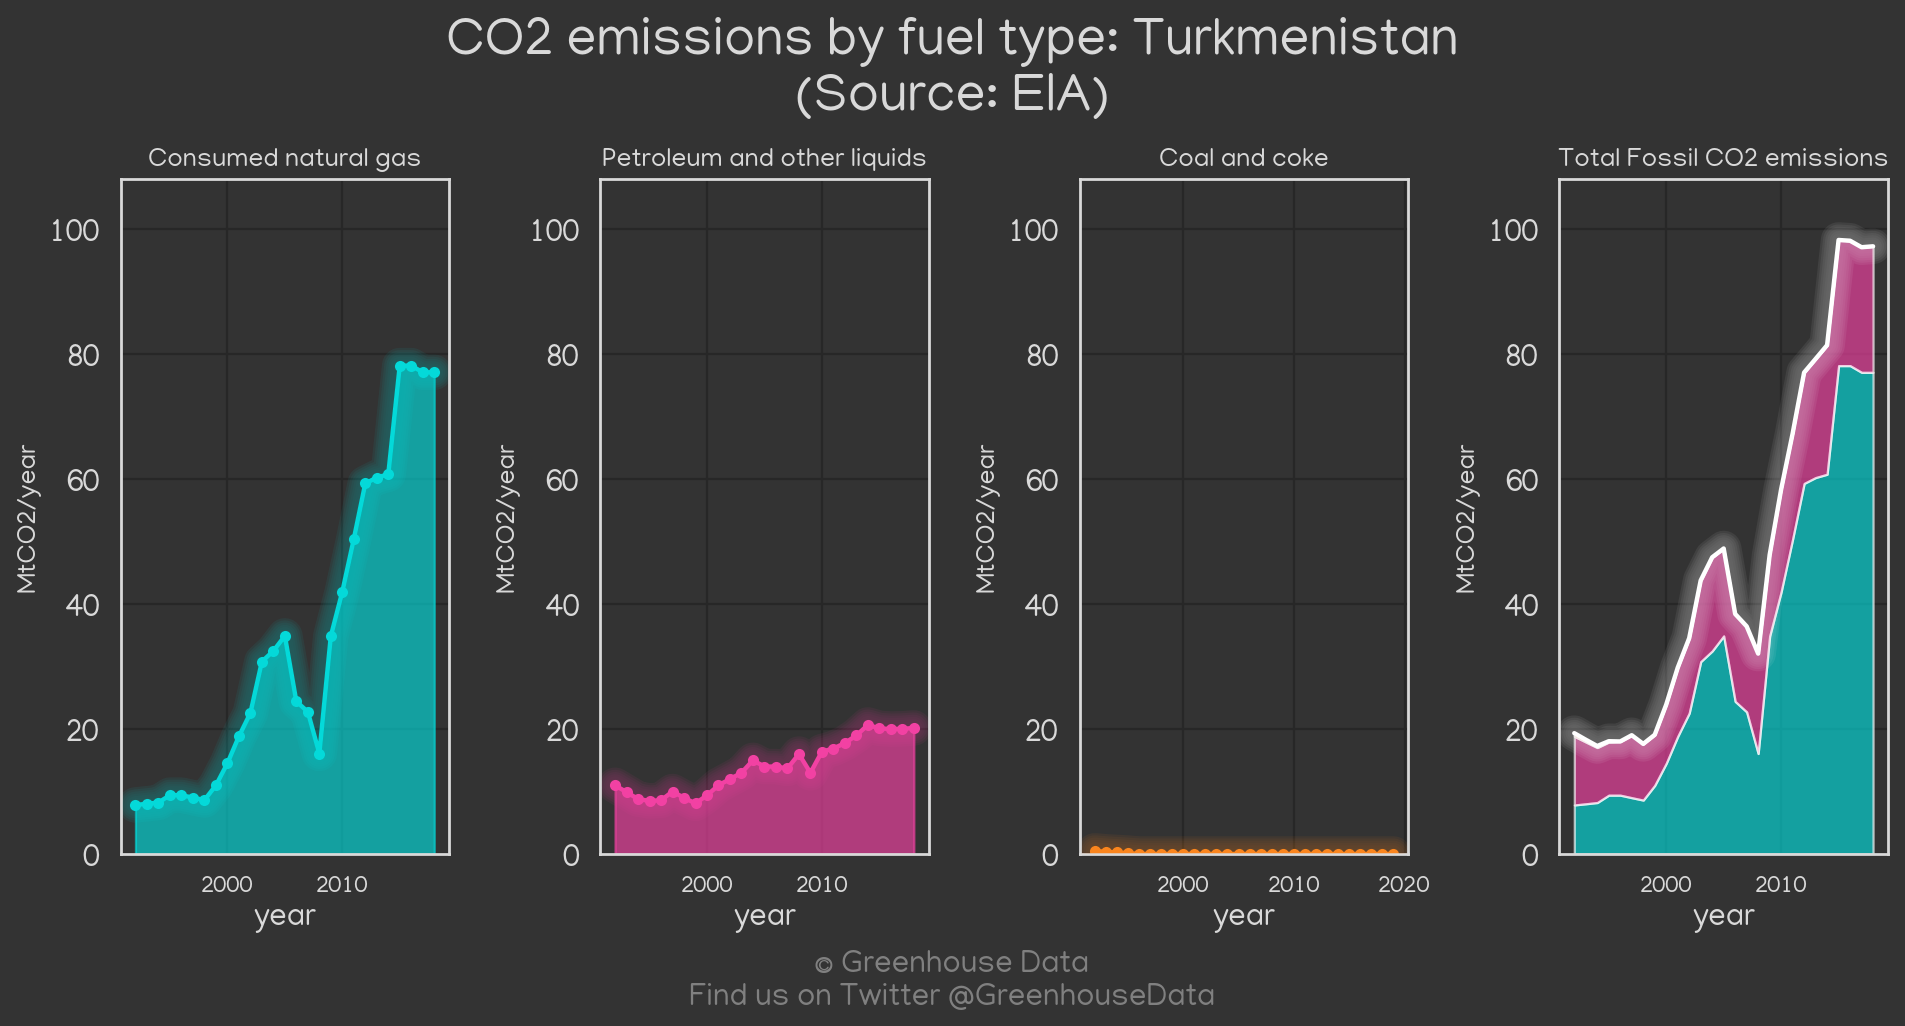 CO2 emissions by fuel type: Turkmenistan
(Source: EIA)
Consumed natural gas
Petroleum and other liquids
Coal and coke
Total Fossil CO2 emissions
MtCO2/year
100
80
60
40
20
0
2000 2010
year
MtCO2/year
100
80
60
40
20
0
2000 2010
year
MtCO2/year
100
80
60
40
20
0
2000 2010 2020
year
MtCO2/year
100
80
60
40
20
0
2000 2010
year
© Greenhouse Data
Find us on Twitter @GreenhouseData